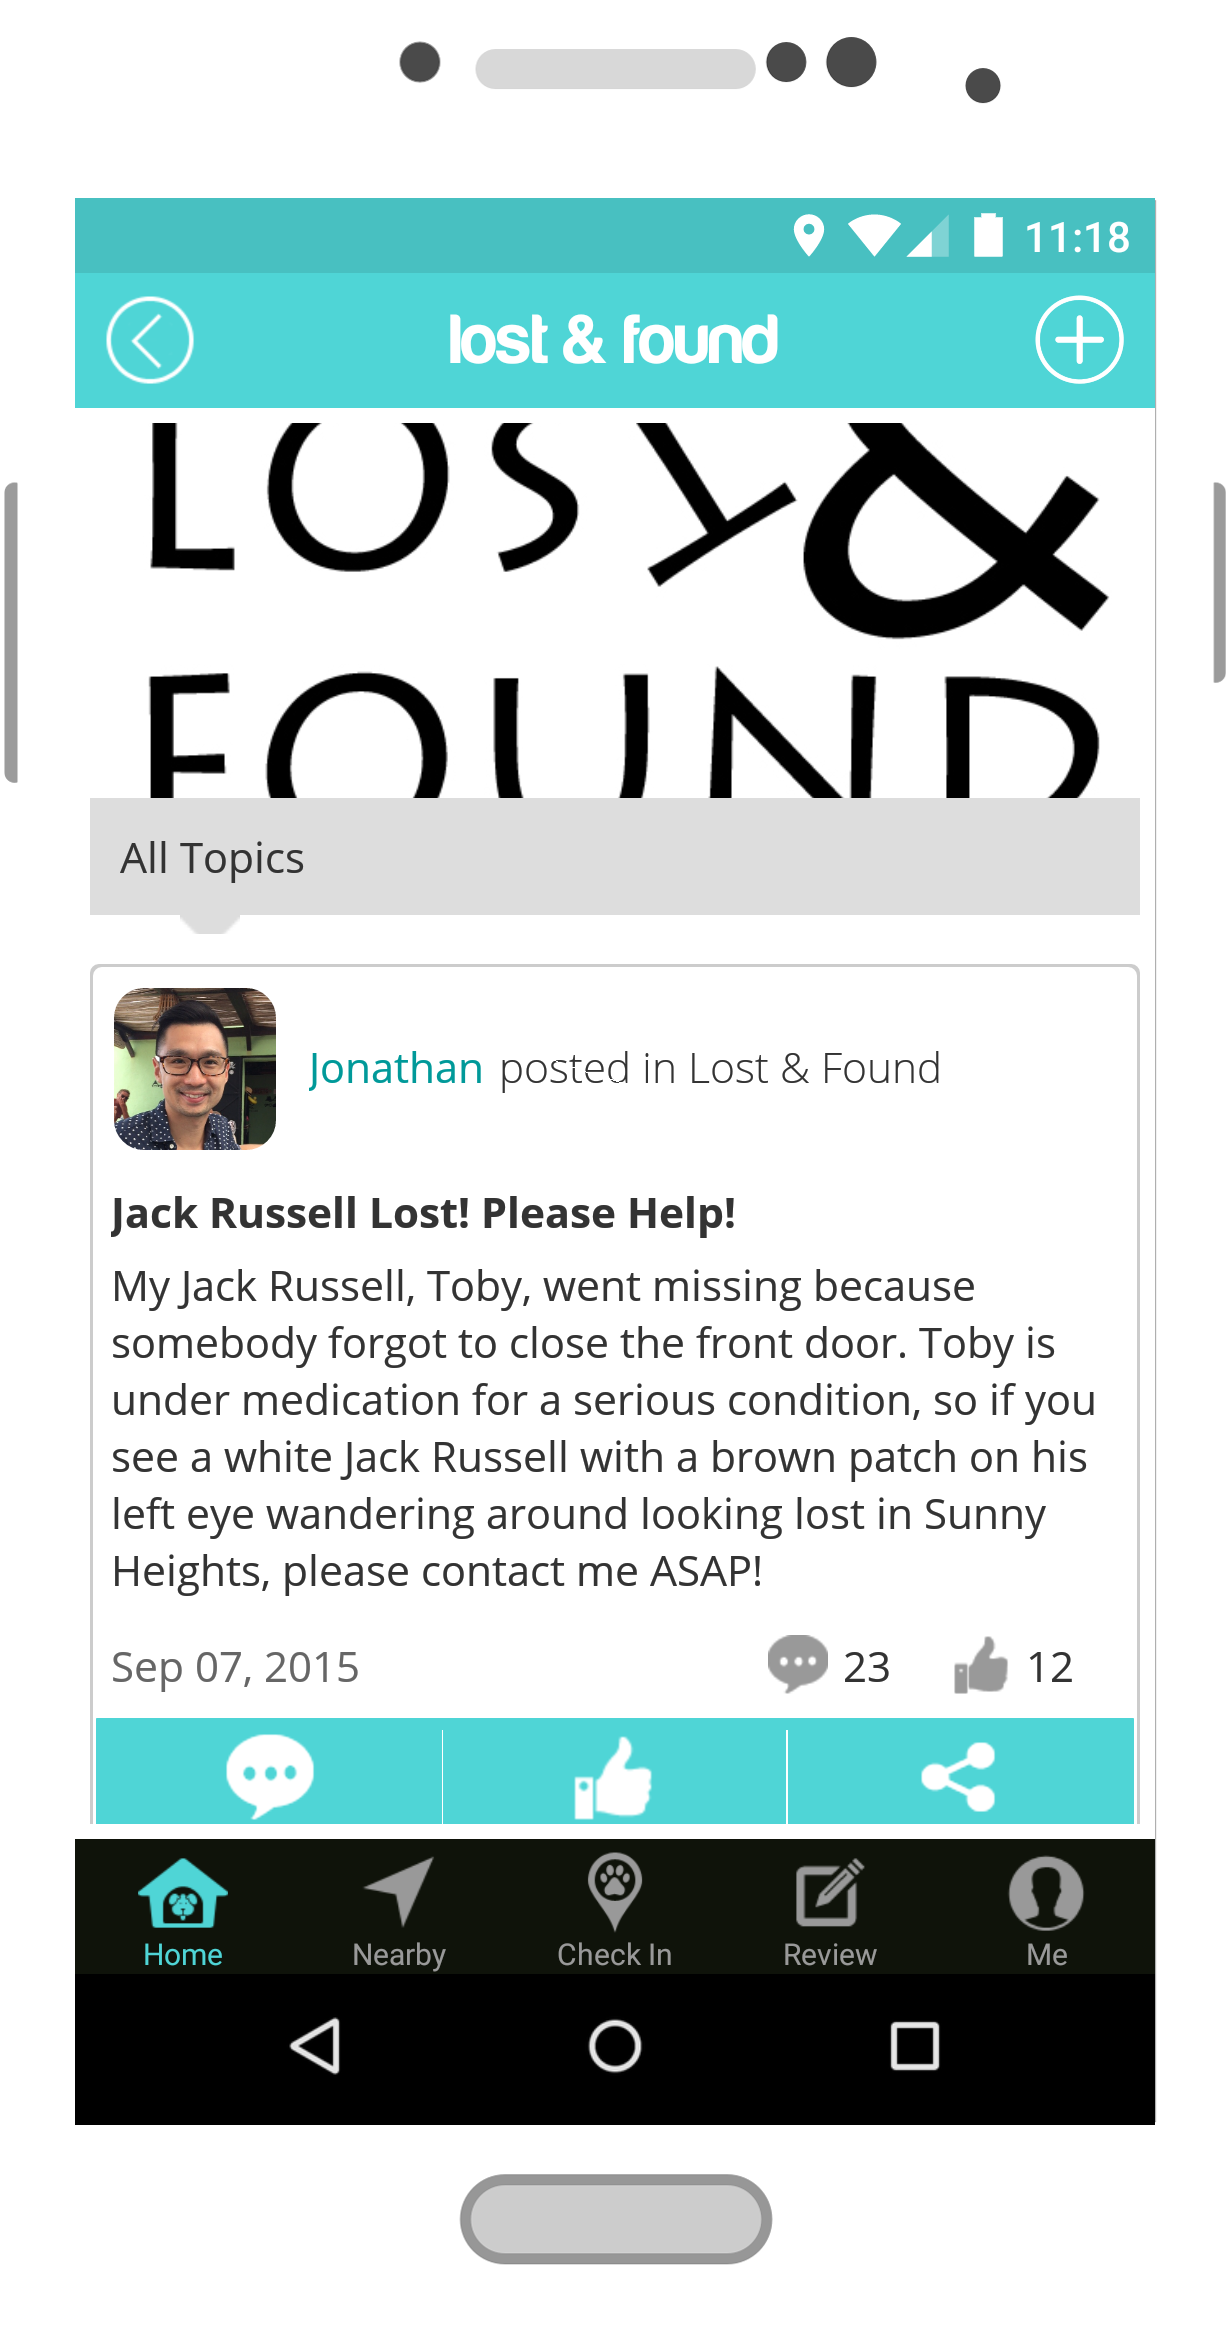 11:18
lost & found
LOST &
FOUND
All Topics
Jonathan posted in Lost & Found
Jack Russell Lost! Please Help!
My Jack Russell, Toby, went missing because
somebody forgot to close the front door. Toby is
under medication for a serious condition, so if you
see a white Jack Russell with a brown patch on his
left eye wandering around looking lost in Sunny
Heights, please contact me ASAP!
Sep 07, 2015 23 12
Home Nearby Check In Review Me